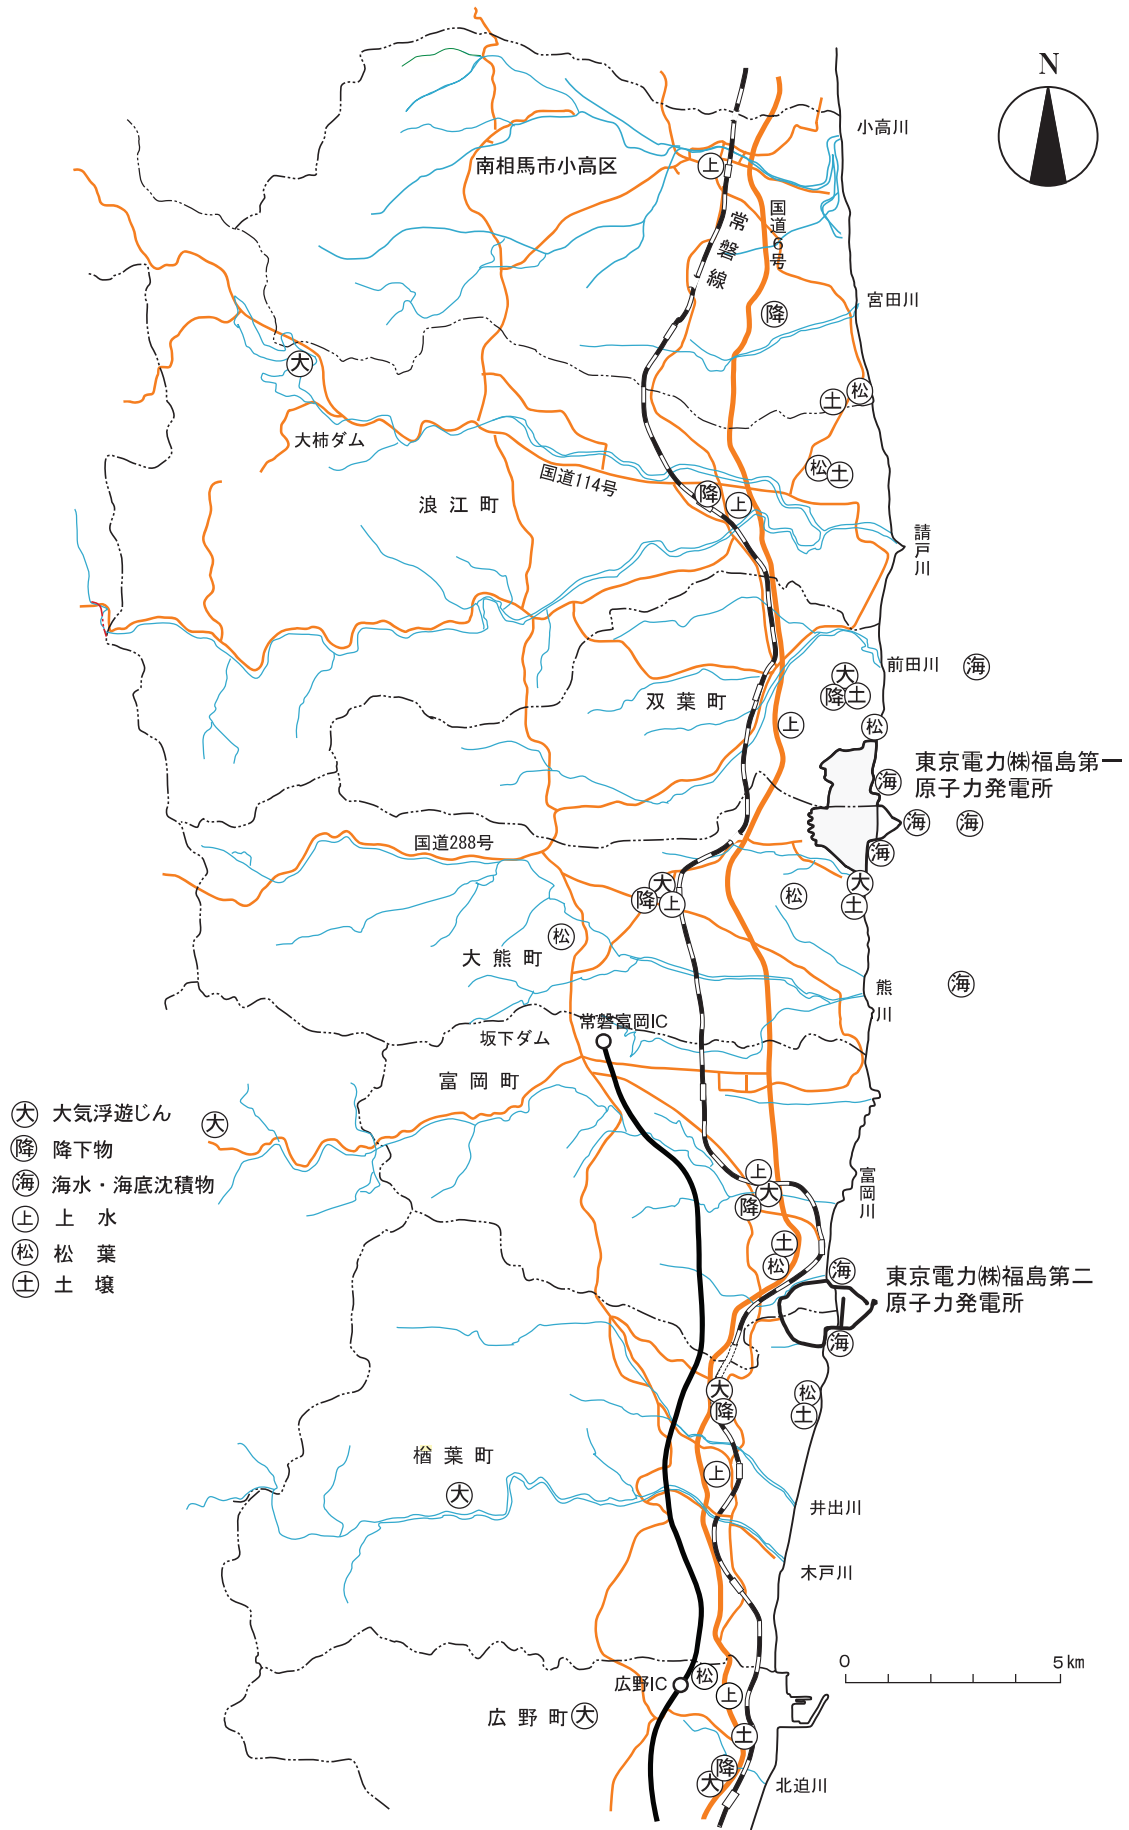 N
小高川
南相馬市小高区
上
国道6号
常磐線
宮田川
降
大
松
土
大柿ダム
松
土
国道114号
降
上
浪江町
請戸川
前田川
海
大
降
土
双葉町
上
松
東京電力㈱福島第一
原子力発電所
海
海
海
国道288号
海
大
降
上
大
土
松
松
大熊町
海
熊川
常磐富岡IC
坂下ダム
富岡町
大 大気浮遊じん
大
降 降下物
海 海水・海底沈積物
上 上水
松 松葉
土 土壌
上
大
降
富岡川
土
松
海
東京電力㈱福島第二
原子力発電所
海
大
降
松
土
楢葉町
上
大
井出川
木戸川
0 5km
広野IC
松
上
広野町
大
土
降
大
北迫川